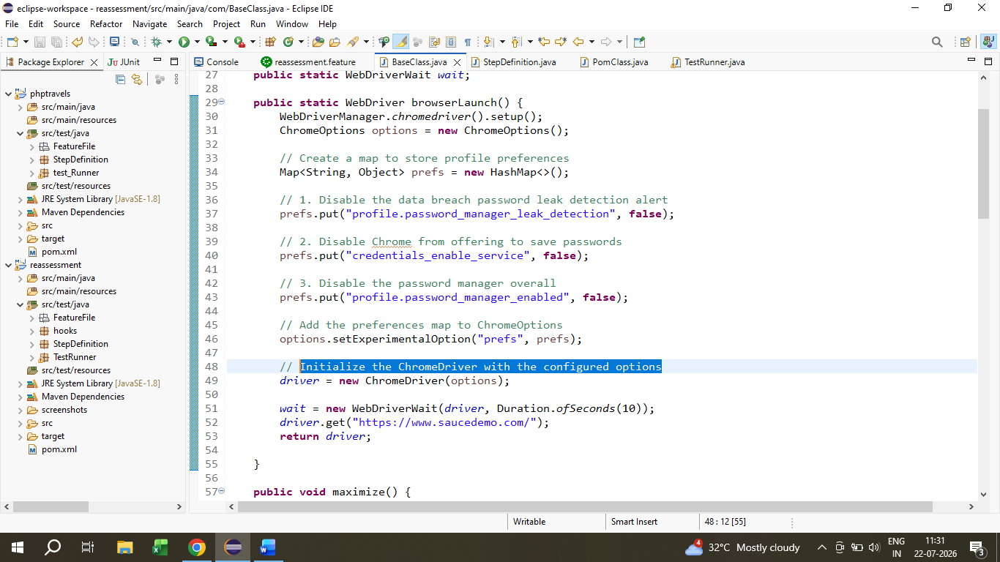 eclipse-workspace - reassessment/src/main/java/com/BaseClass.java - Eclipse IDE
File Edit Source Refactor Navigate Search Project Run Window Help
Package Explorer
JUnit
Console
reassessment.feature
BaseClass.java
StepDefinition.java
PomClass.java
TestRunner.java
phptravels
src/main/java
src/main/resources
src/test/java
FeatureFile
StepDefinition
test_Runner
src/test/resources
JRE System Library [JavaSE-1.8]
Maven Dependencies
src
target
pom.xml
reassessment
src/main/java
src/main/resources
src/test/java
FeatureFile
hooks
StepDefinition
TestRunner
src/test/resources
JRE System Library [JavaSE-1.8]
Maven Dependencies
screenshots
src
target
pom.xml
27 public static WebDriverWait wait;
28
29 public static WebDriver browserLaunch() {
30 WebDriverManager.chromedriver().setup();
31 ChromeOptions options = new ChromeOptions();
32
33 // Create a map to store profile preferences
34 Map<String, Object> prefs = new HashMap<>();
35
36 // 1. Disable the data breach password leak detection alert
37 prefs.put("profile.password_manager_leak_detection", false);
38
39 // 2. Disable Chrome from offering to save passwords
40 prefs.put("credentials_enable_service", false);
41
42 // 3. Disable the password manager overall
43 prefs.put("profile.password_manager_enabled", false);
44
45 // Add the preferences map to ChromeOptions
46 options.setExperimentalOption("prefs", prefs);
47
48 // Initialize the ChromeDriver with the configured options
49 driver = new ChromeDriver(options);
50
51 wait = new WebDriverWait(driver, Duration.ofSeconds(10));
52 driver.get("https://www.saucedemo.com/");
53 return driver;
54
55 }
56
57 public void maximize() {
Writable
Smart Insert
48 : 12 [55]
4
32°C Mostly cloudy
ENG
IN
11:31
22-07-2026
3